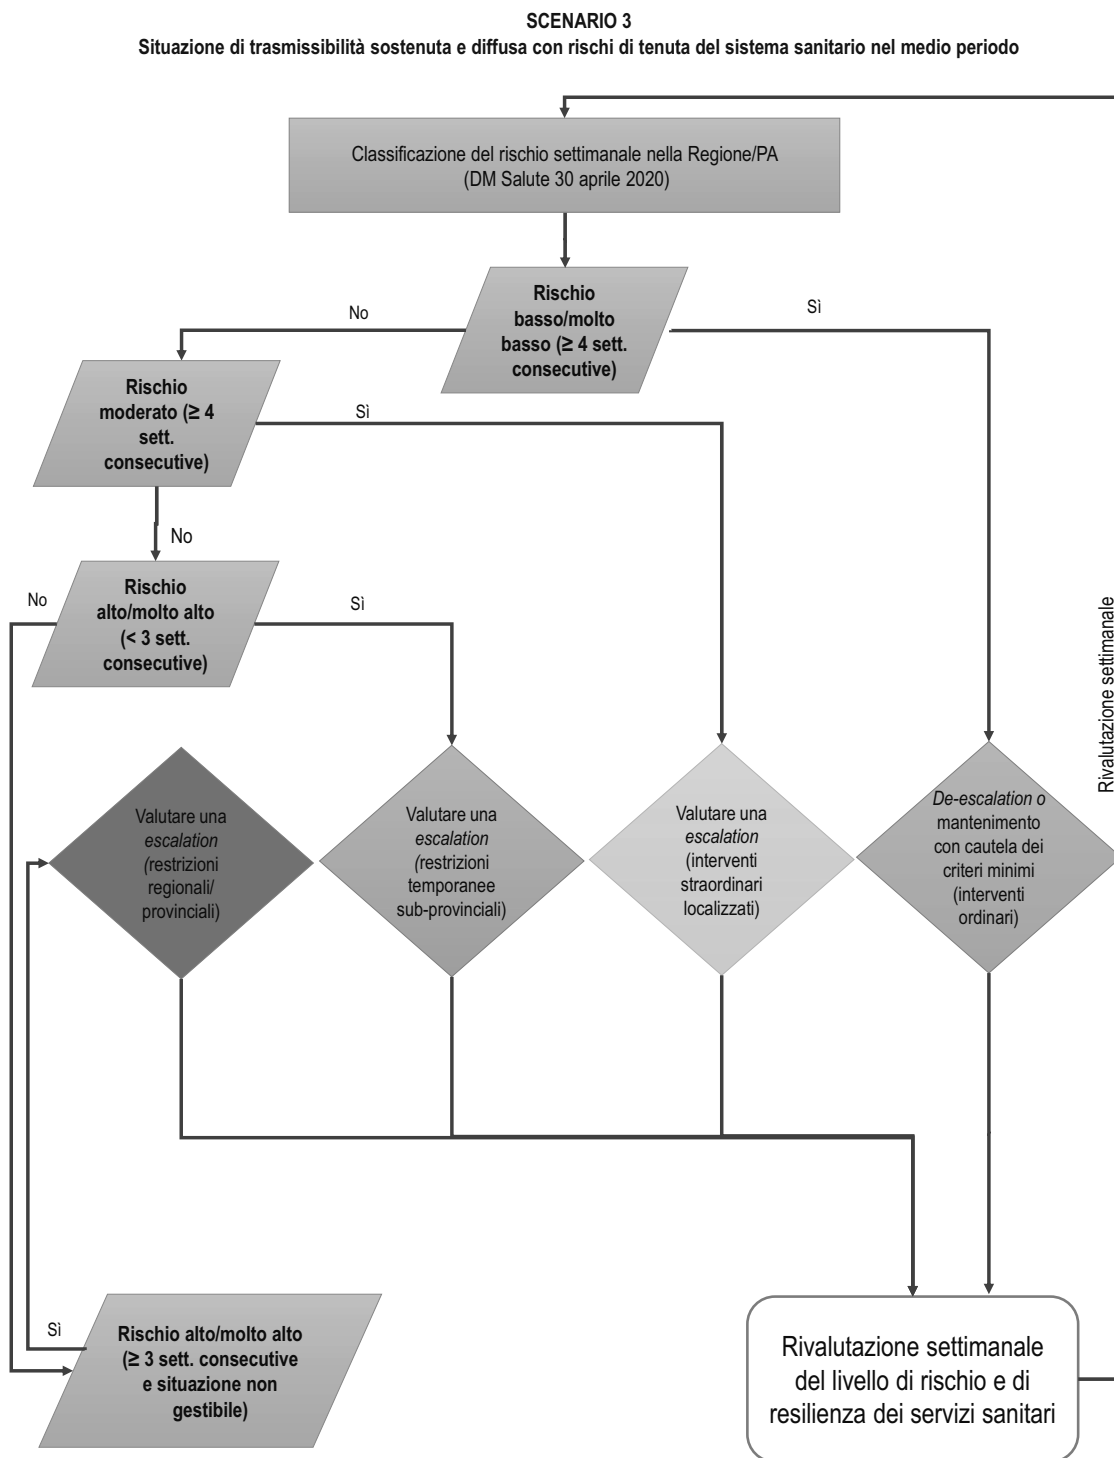 SCENARIO 3
Situazione di trasmissibilità sostenuta e diffusa con rischi di tenuta del sistema sanitario nel medio periodo
Classificazione del rischio settimanale nella Regione/PA
(DM Salute 30 aprile 2020)
Rischio
basso/molto
basso (≥ 4 sett.
consecutive)
No
Sì
Rischio
moderato (≥ 4
sett.
consecutive)
Sì
No
Rischio
alto/molto alto
(< 3 sett.
consecutive)
No
Sì
Rivalutazione settimanale
Valutare una
escalation
(restrizioni
regionali/
provinciali)
Valutare una
escalation
(restrizioni
temporanee
sub-provinciali)
Valutare una
escalation
(interventi
straordinari
localizzati)
De-escalation o
mantenimento
con cautela dei
criteri minimi
(interventi
ordinari)
Sì
Rischio alto/molto alto
(≥ 3 sett. consecutive
e situazione non
gestibile)
Rivalutazione settimanale
del livello di rischio e di
resilienza dei servizi sanitari